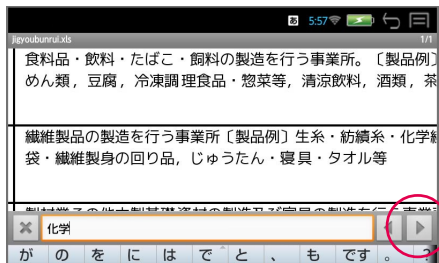 あ 5:57
jigyoubunrui.xls 1/1
食料品・飲料・たばこ・飼料の製造を行う事業所。〔製品例〕
めん類，豆腐，冷凍調理食品・惣菜等，清涼飲料，酒類，茶
繊維製品の製造を行う事業所〔製品例〕生糸・紡績糸・化学繊
袋・繊維製身の回り品，じゅうたん・寝具・タオル等
化学
が の を に は で と 、 も です 。 ?